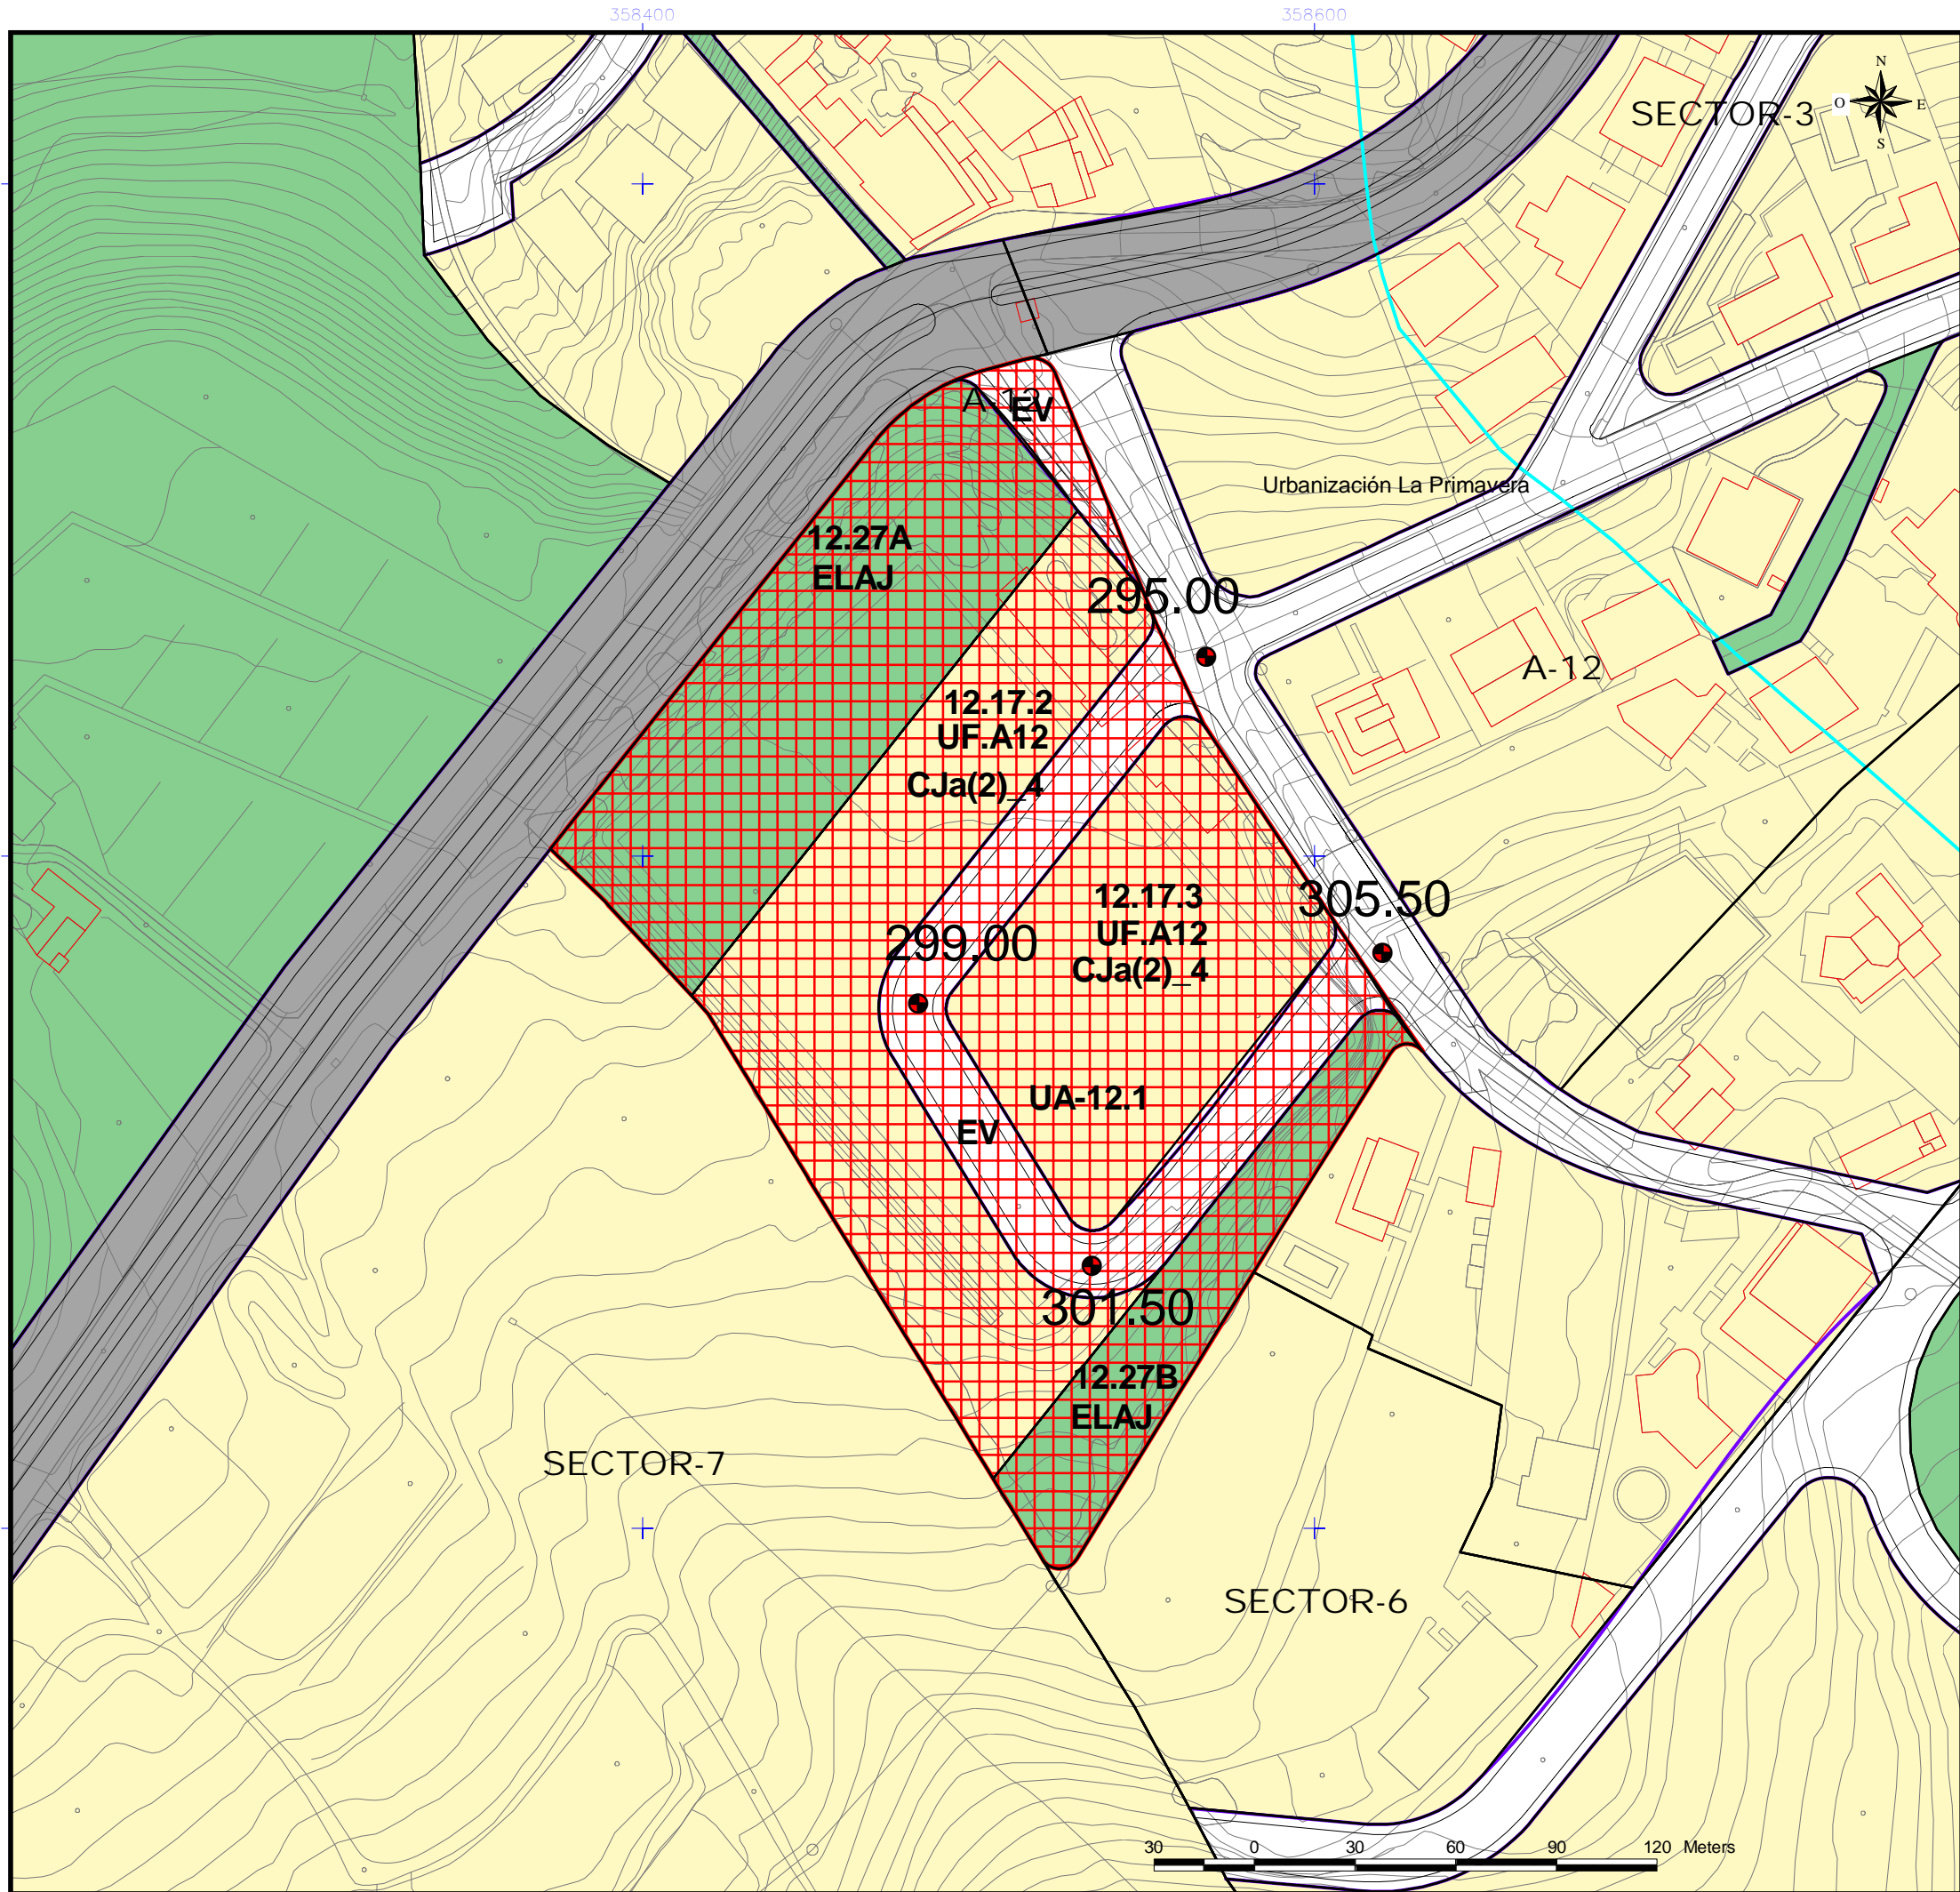 358400
358600
N
SECTOR-3
O
E
S
A-12
EV
Urbanización La Primavera
12.27A
ELAJ
295.00
A-12
12.17.2
UF.A12
CJa(2)_4
12.17.3
305.50
UF.A12
299.00
CJa(2)_4
UA-12.1
EV
301.50
12.27B
ELAJ
SECTOR-7
SECTOR-6
30 0 30 60 90 120 Meters